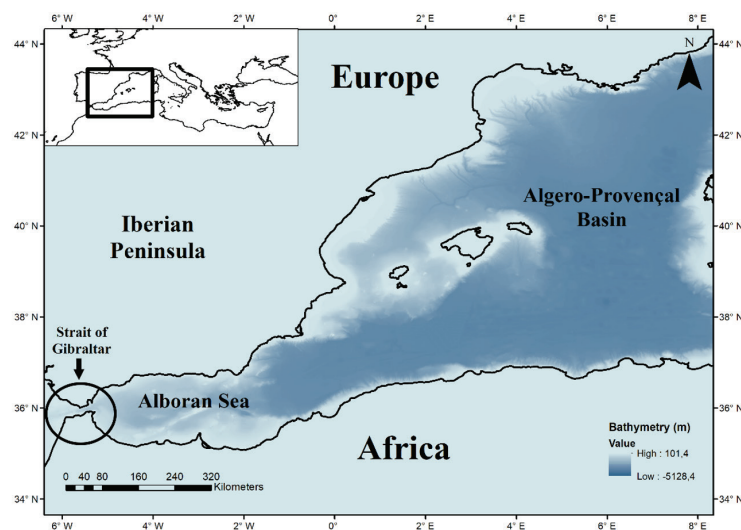 6° W 4° W 2° W 0° 2° E 4° E 6° E 8° E
44° N
44° N
N
Europe
42° N
42° N
Algero-Provençal
Basin
Iberian
Peninsula
40° N
40° N
38° N
38° N
Strait of
Gibraltar
Alboran Sea
36° N
36° N
Africa
Bathymetry (m)
Value
High : 101,4
Low : -5128,4
0 20 40 80 160 240 320
Kilometers
34° N
34° N
6° W 4° W 2° W 0° 2° E 4° E 6° E 8° E